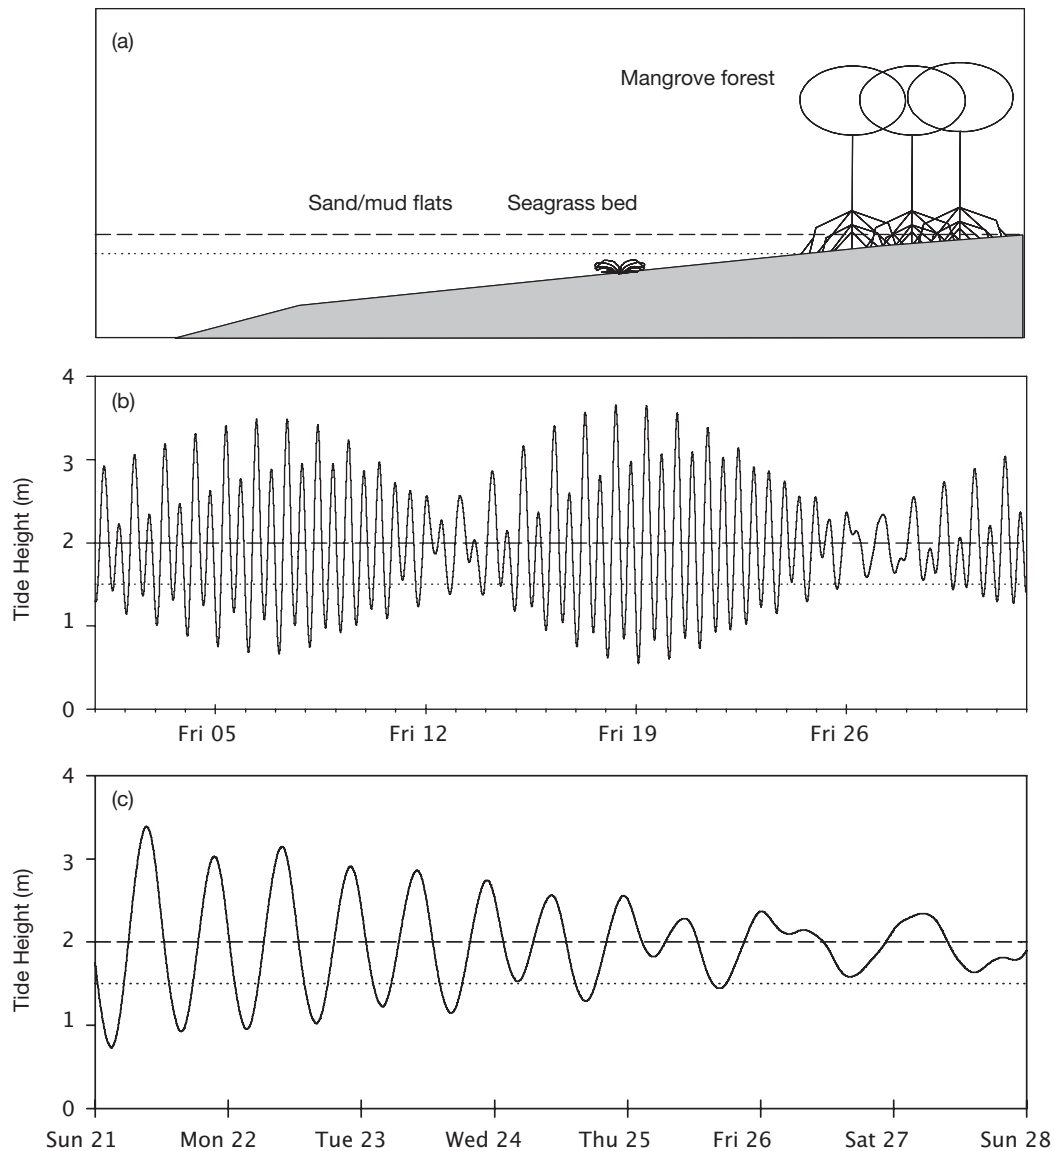 (a)
Mangrove forest
Sand/mud flats Seagrass bed
(b)
4
3
2
1
0
Tide Height (m)
Fri 05 Fri 12 Fri 19 Fri 26
(c)
4
3
2
1
0
Tide Height (m)
Sun 21 Mon 22 Tue 23 Wed 24 Thu 25 Fri 26 Sat 27 Sun 28